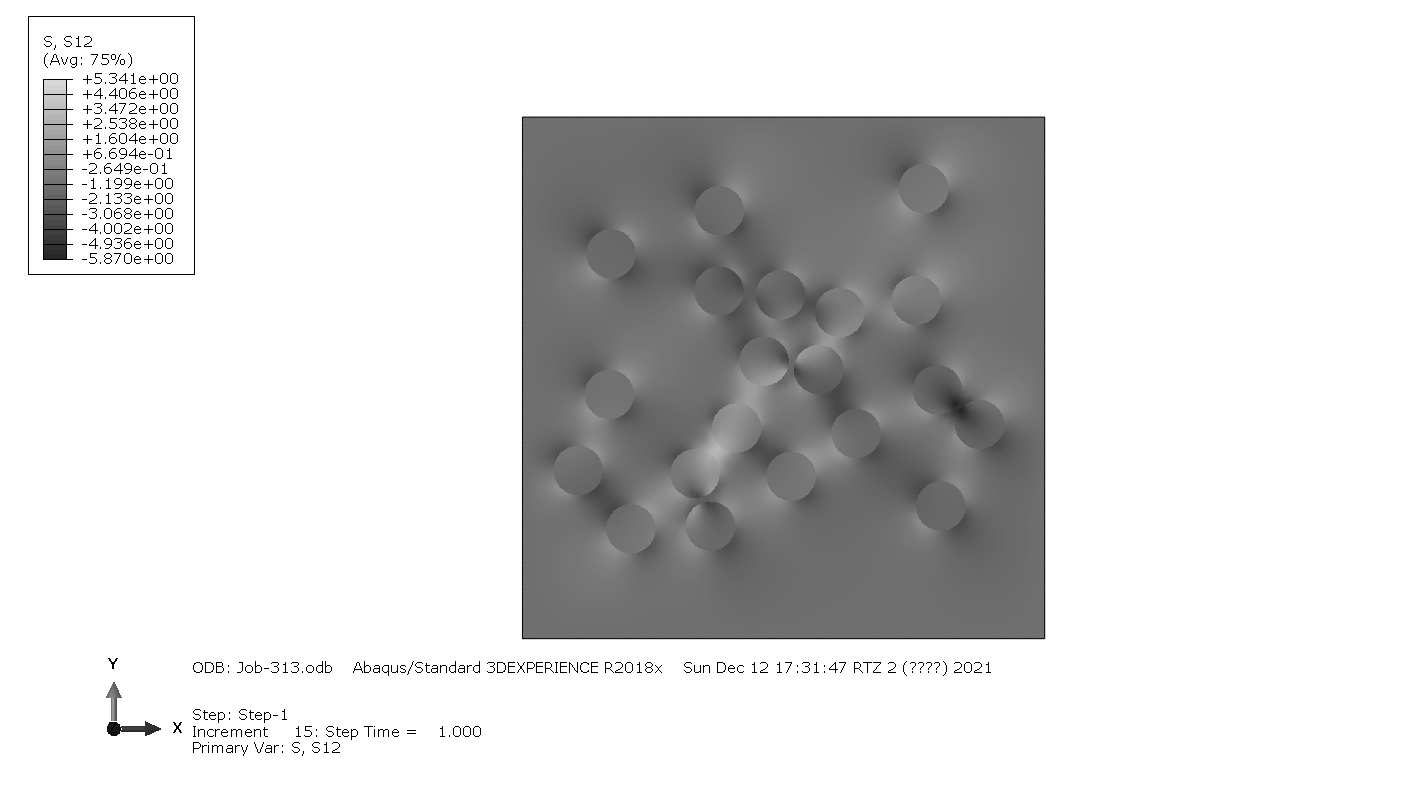 S, S12
(Avg: 75%)
+5.341e+00
+4.406e+00
+3.472e+00
+2.538e+00
+1.604e+00
+6.694e-01
-2.649e-01
-1.199e+00
-2.133e+00
-3.068e+00
-4.002e+00
-4.936e+00
-5.870e+00
Y
X
ODB: Job-313.odb Abaqus/Standard 3DEXPERIENCE R2018x Sun Dec 12 17:31:47 RTZ 2 (????) 2021
Step: Step-1
Increment 15: Step Time = 1.000
Primary Var: S, S12